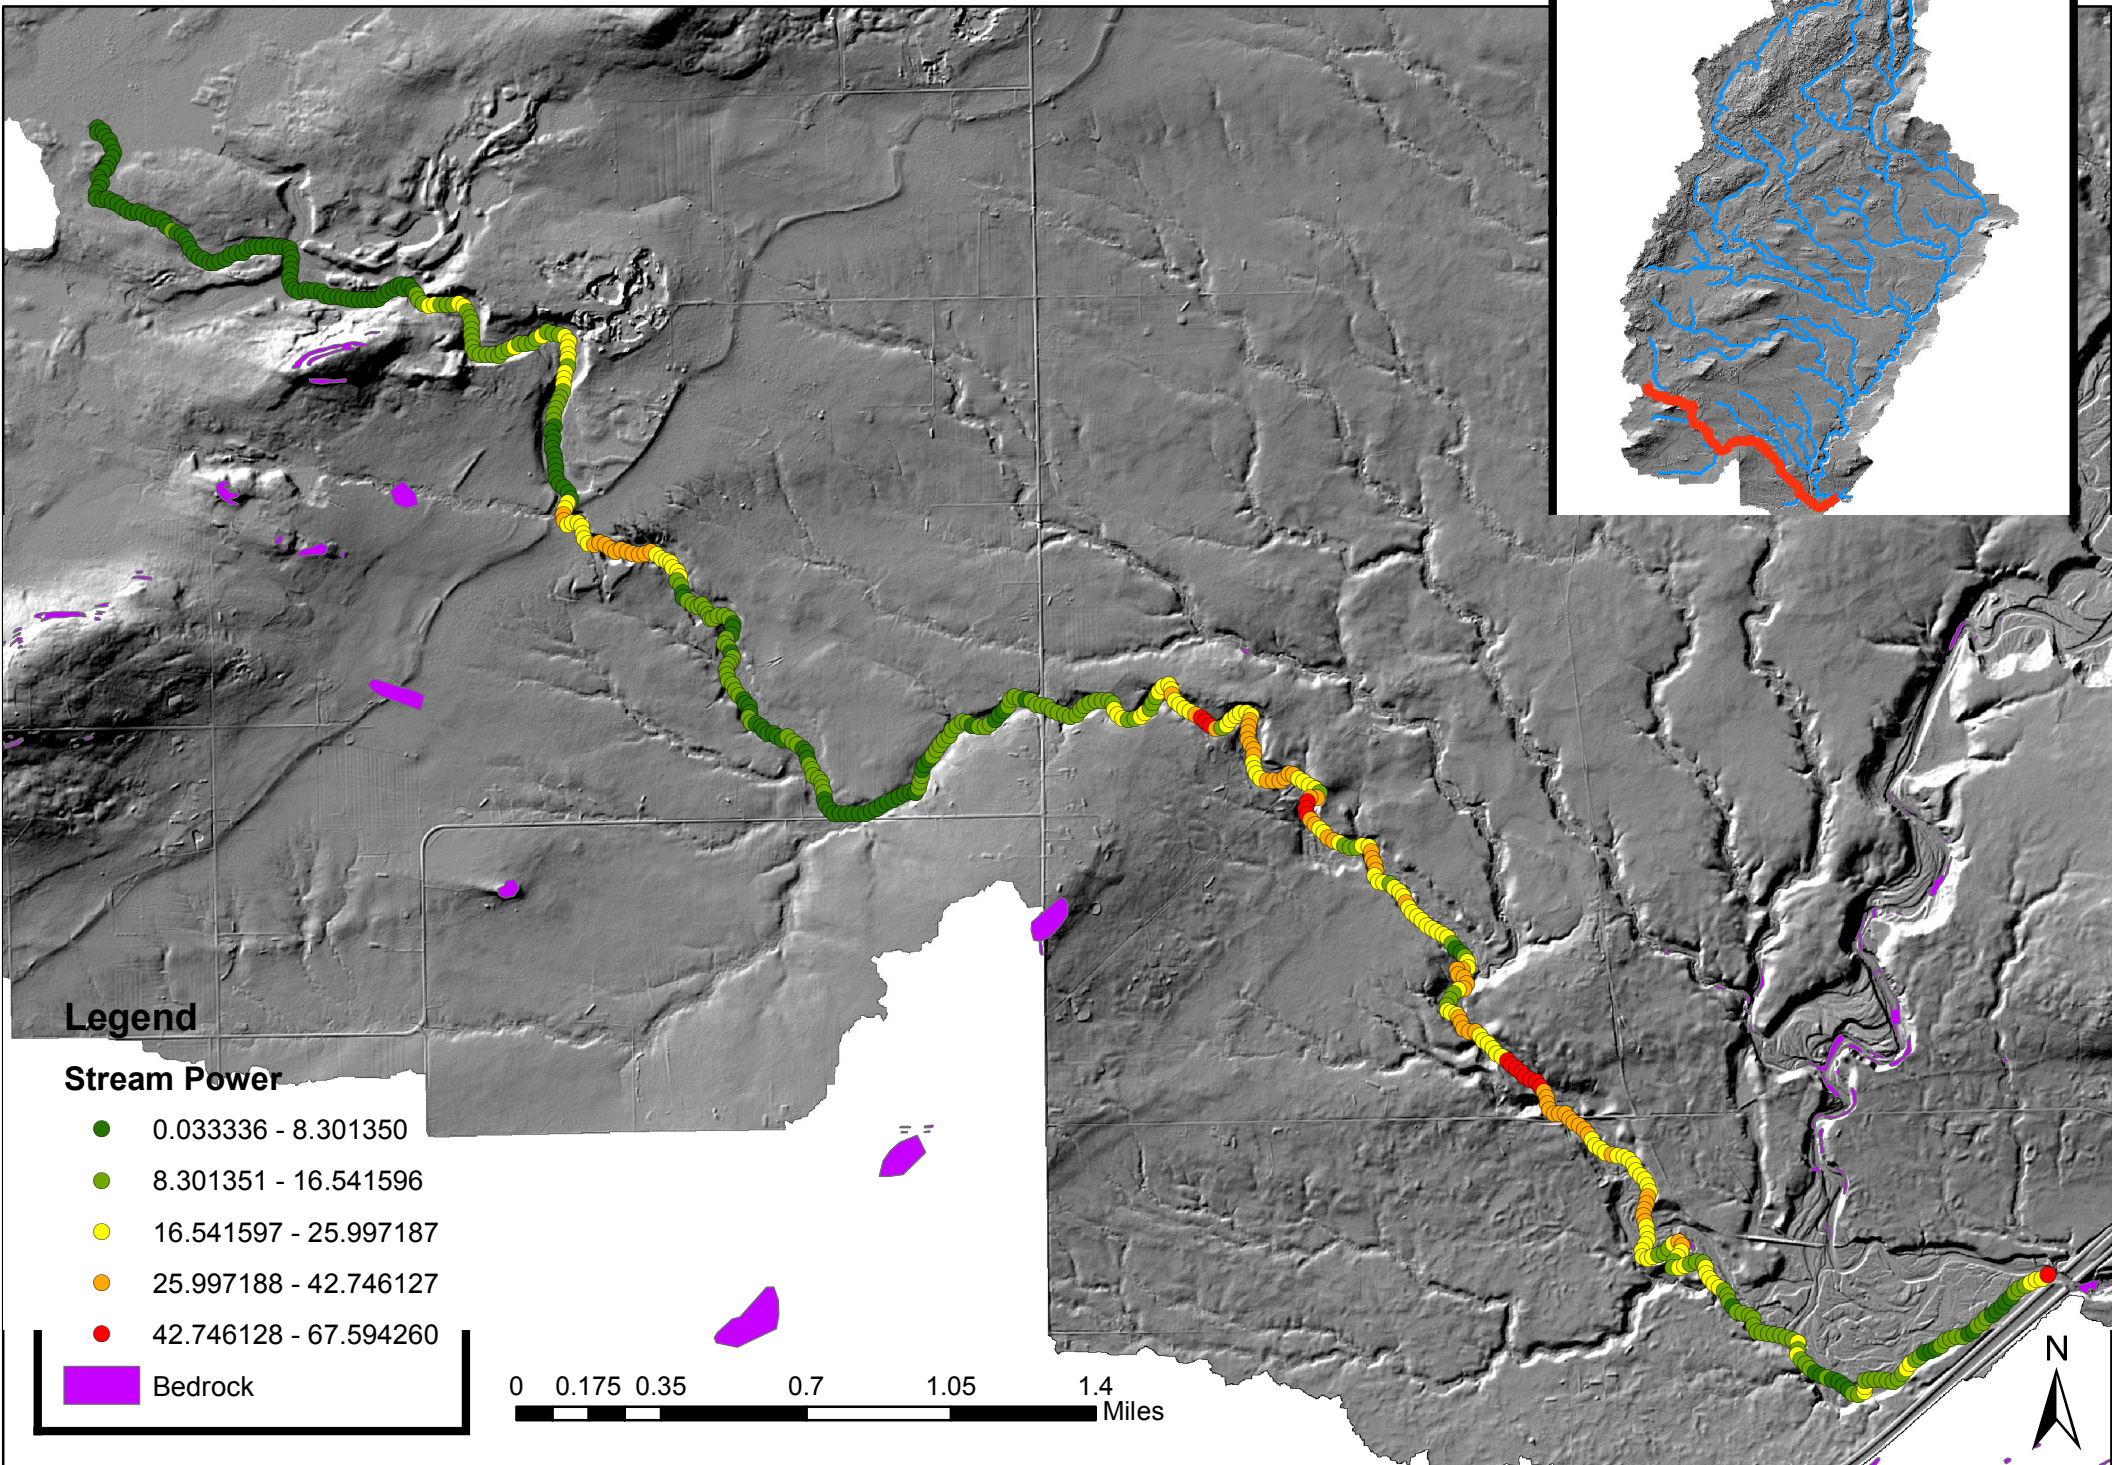 Legend
Stream Power
0.033336 - 8.301350
8.301351 - 16.541596
16.541597 - 25.997187
25.997188 - 42.746127
42.746128 - 67.594260
Bedrock
0 0.175 0.35 0.7 1.05 1.4
Miles
N